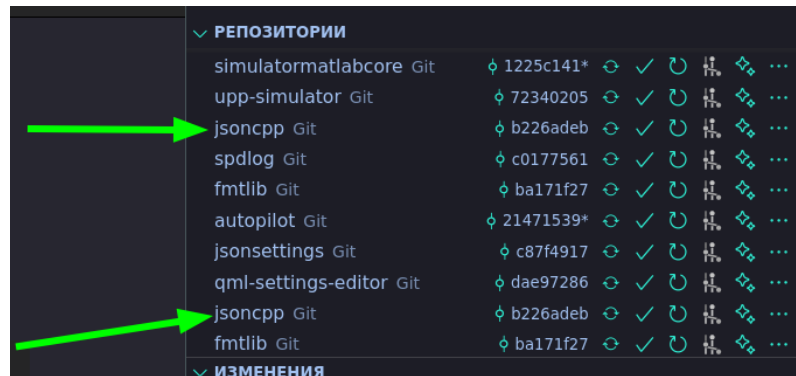 РЕПОЗИТОРИИ
simulatormatlabcore Git 1225c141*
upp-simulator Git 72340205
jsoncpp Git b226adeb
spdlog Git c0177561
fmtlib Git ba171f27
autopilot Git 21471539*
jsonsettings Git c87f4917
qml-settings-editor Git dae97286
jsoncpp Git b226adeb
fmtlib Git ba171f27
ИЗМЕНЕНИЯ